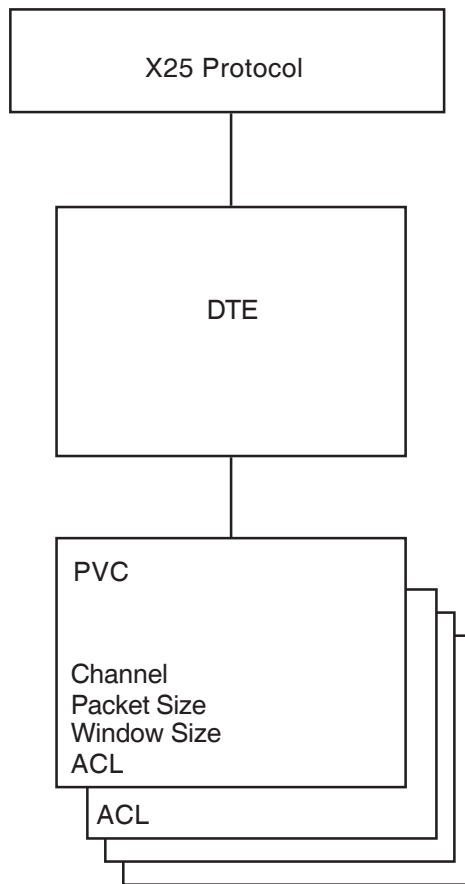 X25 Protocol
DTE
PVC
Channel
Packet Size
Window Size
ACL
ACL